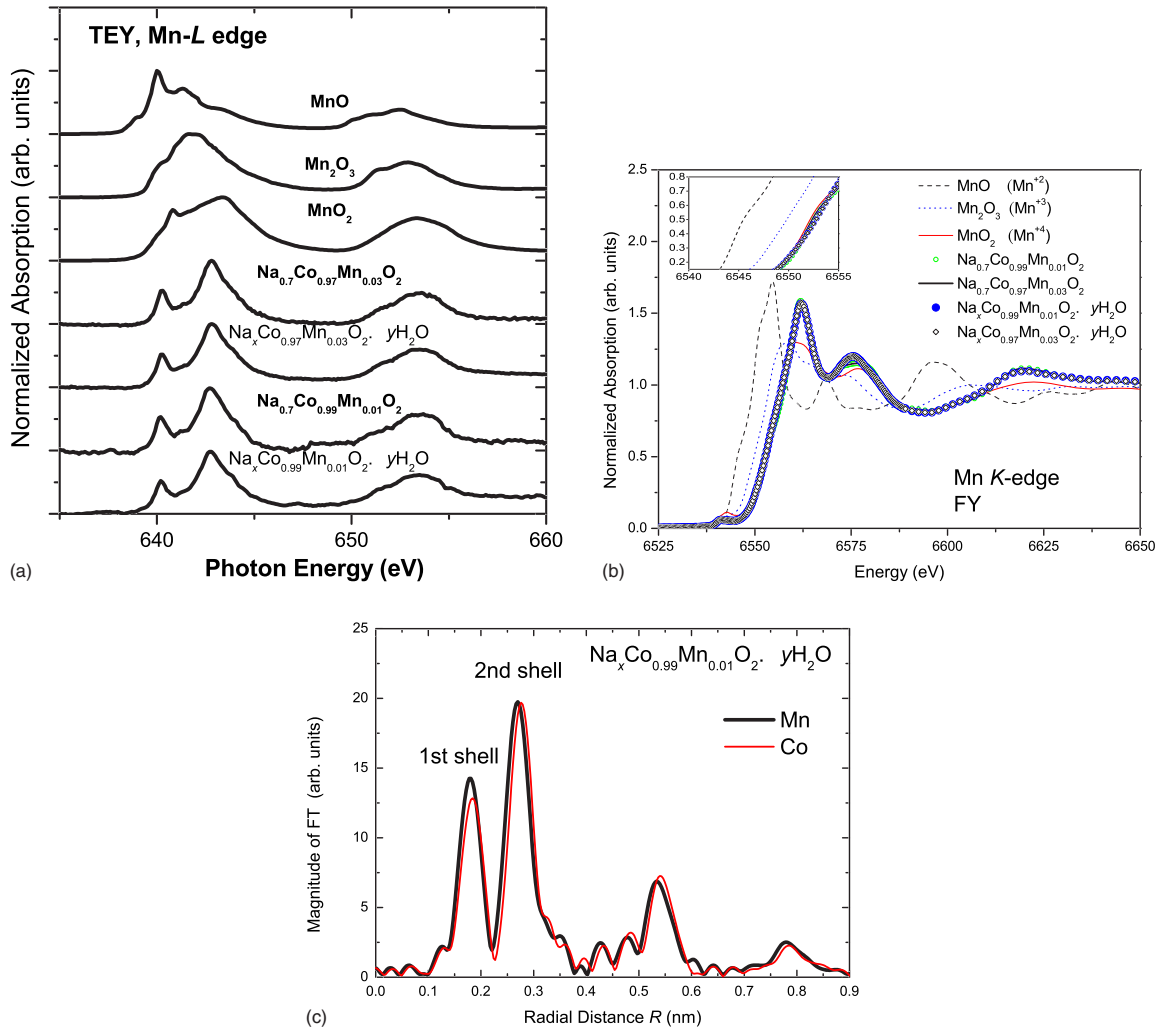 TEY, Mn-L edge
Normalized Absorption (arb. units)
MnO
Mn2O3
MnO2
Na0.7Co0.97Mn0.03O2
NaxCo0.97Mn0.03O2. yH2O
Na0.7Co0.99Mn0.01O2
NaxCo0.99Mn0.01O2. yH2O
640 650 660
Photon Energy (eV)
(a)
2.5
2.0
1.5
1.0
0.5
0.0
Normalized Absorption (arb. units)
0.8
0.7
0.6
0.5
0.4
0.3
0.2
6540 6545 6550 6555
MnO (Mn+2)
Mn2O3 (Mn+3)
MnO2 (Mn+4)
Na0.7Co0.99Mn0.01O2
Na0.7Co0.97Mn0.03O2
NaxCo0.99Mn0.01O2. yH2O
NaxCo0.97Mn0.03O2. yH2O
Mn K-edge
FY
6525 6550 6575 6600 6625 6650
Energy (eV)
(b)
25
20
15
10
5
0
Magnitude of FT (arb. units)
NaxCo0.99Mn0.01O2. yH2O
2nd shell
1st shell
Mn
Co
0.0 0.1 0.2 0.3 0.4 0.5 0.6 0.7 0.8 0.9
Radial Distance R (nm)
(c)